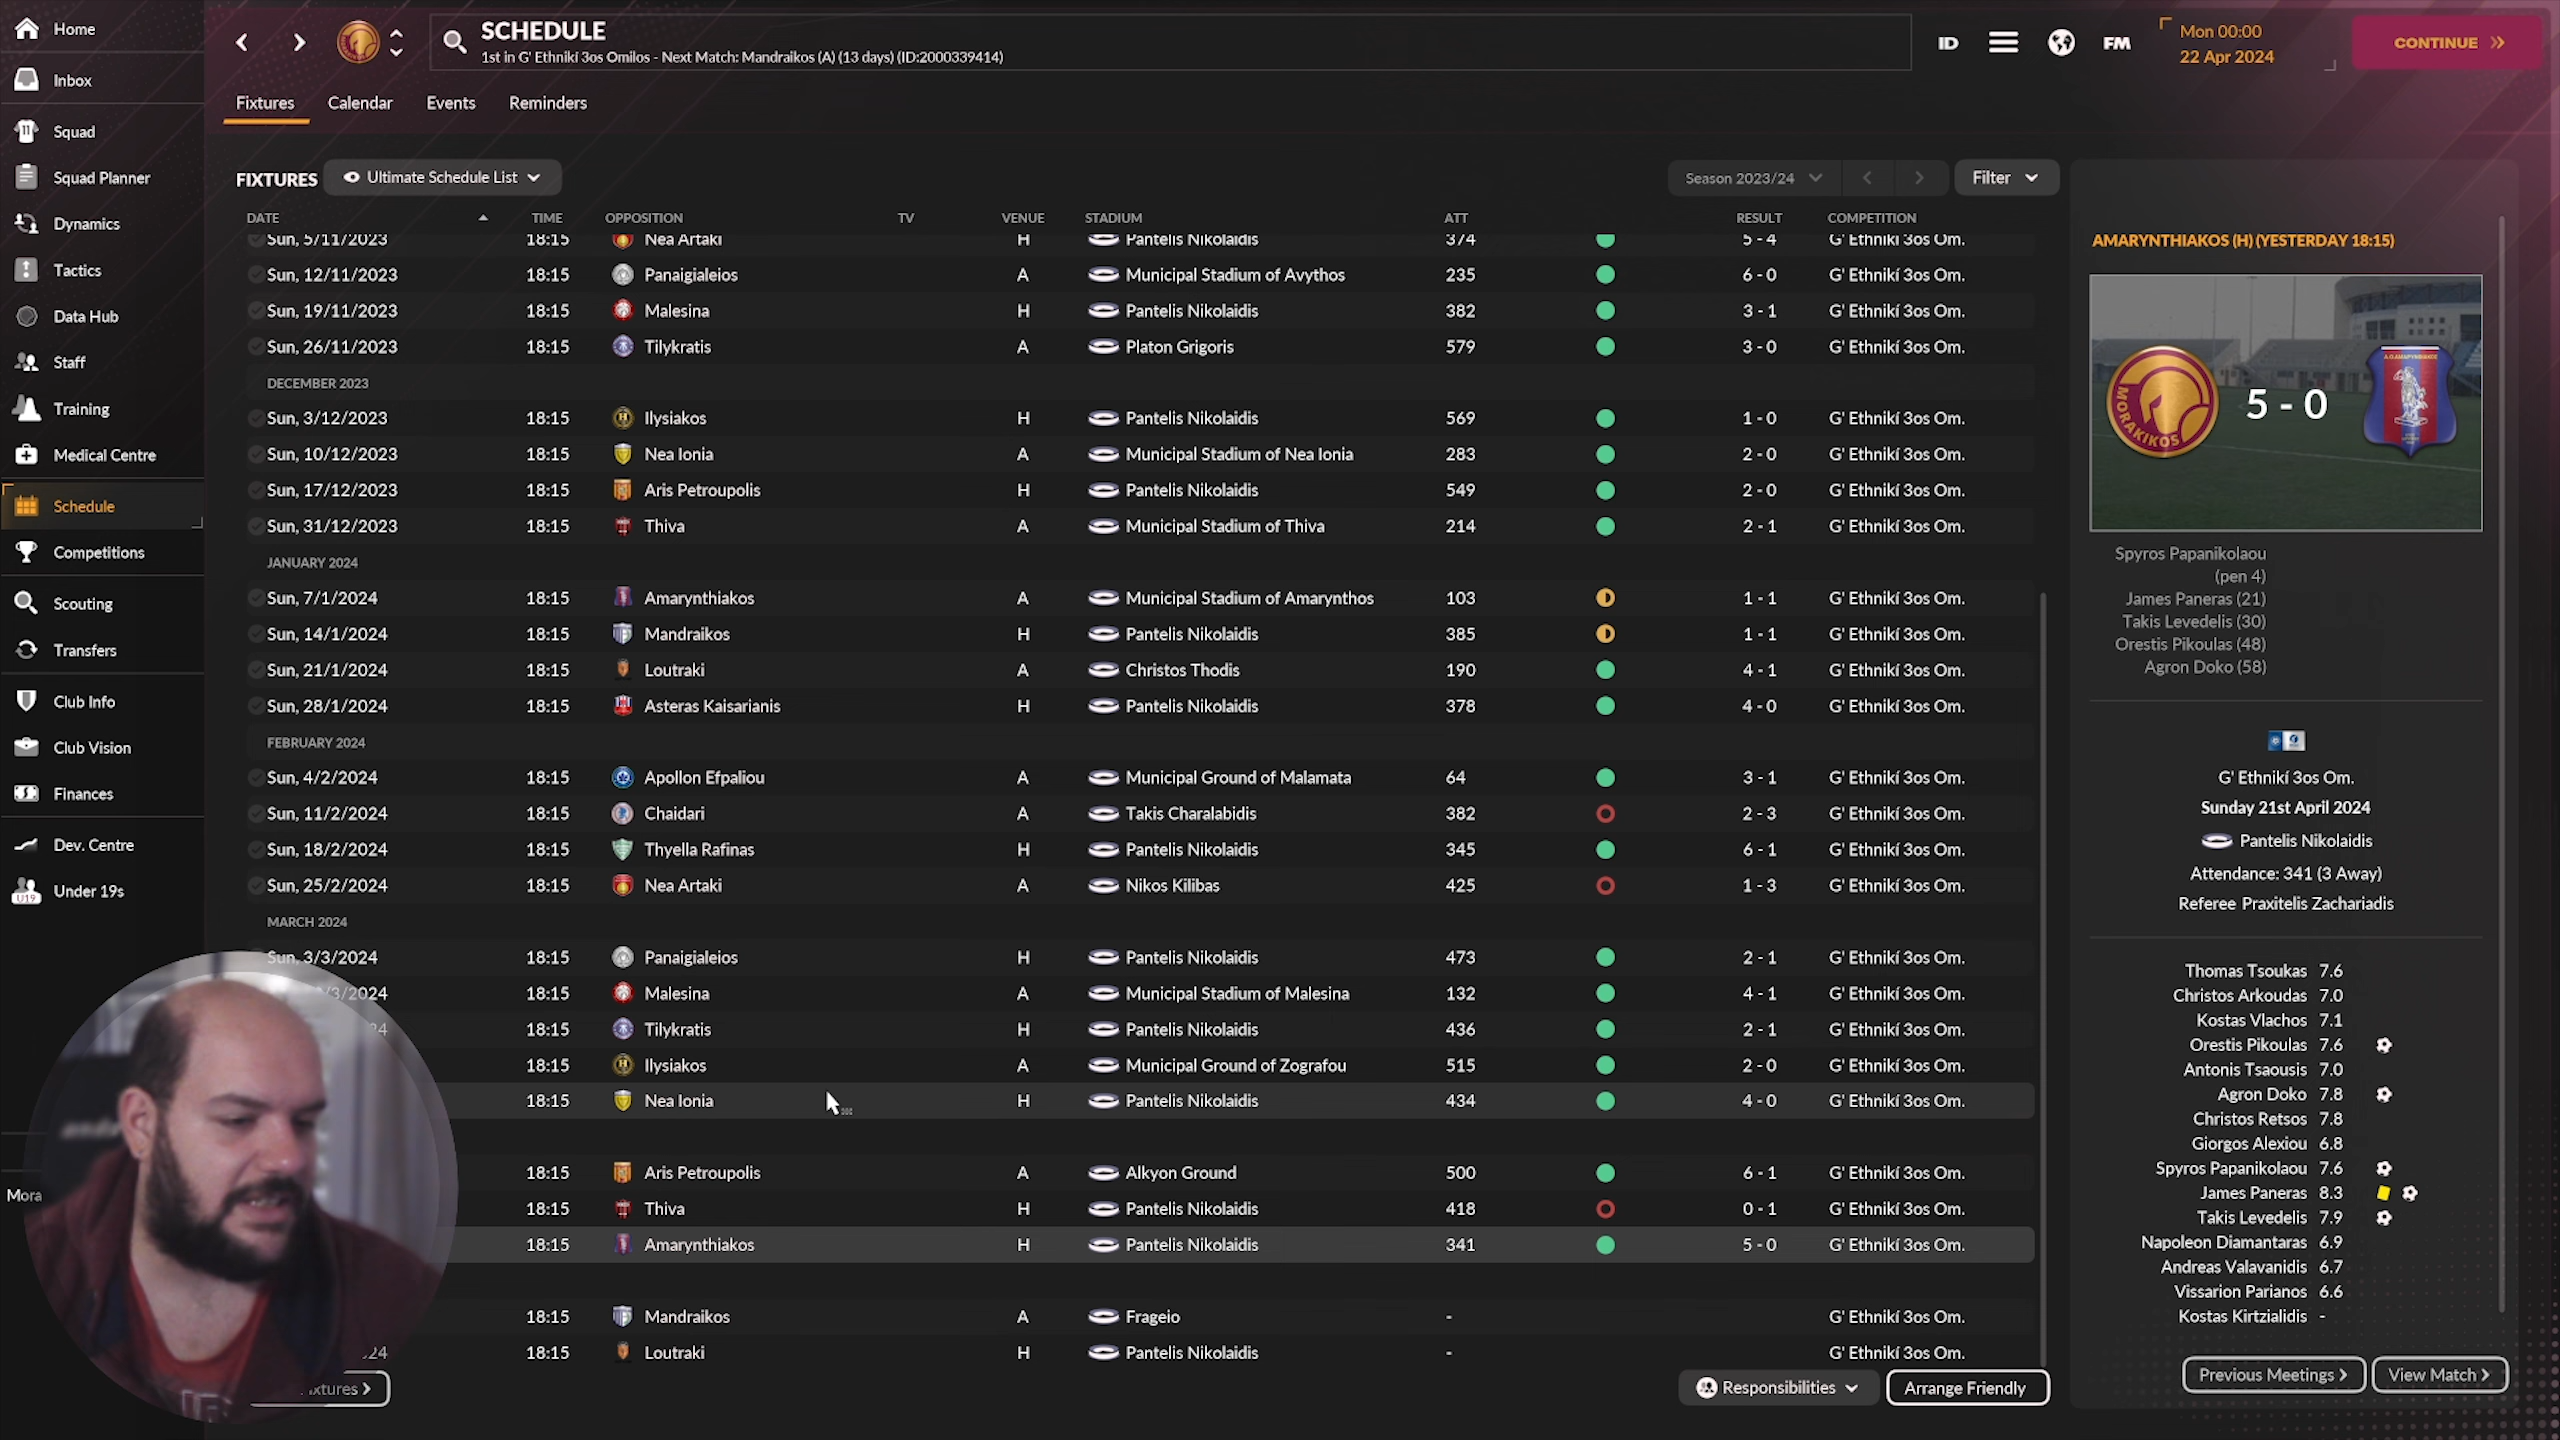 Home
Inbox
Squad
Squad Planner
Dynamics
Tactics
Data Hub
Staff
Training
Medical Centre
Schedule
Competitions
Scouting
Transfers
Club Info
Club Vision
Finances
Dev. Centre
U19 Under 19s
Mora
SCHEDULE
1st in G' Ethnikí 3os Omilos - Next Match: Mandraikos (A) (13 days) (ID:2000339414)
ID FM
Mon 00:00
22 Apr 2024
CONTINUE
Fixtures Calendar Events Reminders
FIXTURES Ultimate Schedule List Season 2023/24 Filter
DATE TIME OPPOSITION TV VENUE STADIUM ATT RESULT COMPETITION
Sun, 5/11/2023 18:15 Nea Artaki H Pantelis Nikolaidis 374 5 - 4 G' Ethnikí 3os Om.
Sun, 12/11/2023 18:15 Panaigialeios A Municipal Stadium of Avythos 235 6 - 0 G' Ethnikí 3os Om.
Sun, 19/11/2023 18:15 Malesina H Pantelis Nikolaidis 382 3 - 1 G' Ethnikí 3os Om.
Sun, 26/11/2023 18:15 Tilykratis A Platon Grigoris 579 3 - 0 G' Ethnikí 3os Om.
DECEMBER 2023
Sun, 3/12/2023 18:15 Ilysiakos H Pantelis Nikolaidis 569 1 - 0 G' Ethnikí 3os Om.
Sun, 10/12/2023 18:15 Nea Ionia A Municipal Stadium of Nea Ionia 283 2 - 0 G' Ethnikí 3os Om.
Sun, 17/12/2023 18:15 Aris Petroupolis H Pantelis Nikolaidis 549 2 - 0 G' Ethnikí 3os Om.
Sun, 31/12/2023 18:15 Thiva A Municipal Stadium of Thiva 214 2 - 1 G' Ethnikí 3os Om.
JANUARY 2024
Sun, 7/1/2024 18:15 Amarynthiakos A Municipal Stadium of Amarynthos 103 1 - 1 G' Ethnikí 3os Om.
Sun, 14/1/2024 18:15 Mandraikos H Pantelis Nikolaidis 385 1 - 1 G' Ethnikí 3os Om.
Sun, 21/1/2024 18:15 Loutraki A Christos Thodis 190 4 - 1 G' Ethnikí 3os Om.
Sun, 28/1/2024 18:15 Asteras Kaisarianis H Pantelis Nikolaidis 378 4 - 0 G' Ethnikí 3os Om.
FEBRUARY 2024
Sun, 4/2/2024 18:15 Apollon Efpaliou A Municipal Ground of Malamata 64 3 - 1 G' Ethnikí 3os Om.
Sun, 11/2/2024 18:15 Chaidari A Takis Charalabidis 382 2 - 3 G' Ethnikí 3os Om.
Sun, 18/2/2024 18:15 Thyella Rafinas H Pantelis Nikolaidis 345 6 - 1 G' Ethnikí 3os Om.
Sun, 25/2/2024 18:15 Nea Artaki A Nikos Kilibas 425 1 - 3 G' Ethnikí 3os Om.
MARCH 2024
Sun, 3/3/2024 18:15 Panaigialeios H Pantelis Nikolaidis 473 2 - 1 G' Ethnikí 3os Om.
/3/2024 18:15 Malesina A Municipal Stadium of Malesina 132 4 - 1 G' Ethnikí 3os Om.
24 18:15 Tilykratis H Pantelis Nikolaidis 436 2 - 1 G' Ethnikí 3os Om.
18:15 Ilysiakos A Municipal Ground of Zografou 515 2 - 0 G' Ethnikí 3os Om.
18:15 Nea Ionia H Pantelis Nikolaidis 434 4 - 0 G' Ethnikí 3os Om.
18:15 Aris Petroupolis A Alkyon Ground 500 6 - 1 G' Ethnikí 3os Om.
18:15 Thiva H Pantelis Nikolaidis 418 0 - 1 G' Ethnikí 3os Om.
18:15 Amarynthiakos H Pantelis Nikolaidis 341 5 - 0 G' Ethnikí 3os Om.
18:15 Mandraikos A Frageio - G' Ethnikí 3os Om.
24 18:15 Loutraki H Pantelis Nikolaidis - G' Ethnikí 3os Om.
ixtures Responsibilities Arrange Friendly
AMARYNTHIAKOS (H) (YESTERDAY 18:15)
MORAKIKOS 5 - 0
Spyros Papanikolaou
(pen 4)
James Paneras (21)
Takis Levedelis (30)
Orestis Pikoulas (48)
Agron Doko (58)
G' Ethnikí 3os Om.
Sunday 21st April 2024
Pantelis Nikolaidis
Attendance: 341 (3 Away)
Referee Praxitelis Zachariadis
Thomas Tsoukas 7.6
Christos Arkoudas 7.0
Kostas Vlachos 7.1
Orestis Pikoulas 7.6
Antonis Tsaousis 7.0
Agron Doko 7.8
Christos Retsos 7.8
Giorgos Alexiou 6.8
Spyros Papanikolaou 7.6
James Paneras 8.3
Takis Levedelis 7.9
Napoleon Diamantaras 6.9
Andreas Valavanidis 6.7
Vissarion Parianos 6.6
Kostas Kirtzialidis -
Previous Meetings View Match